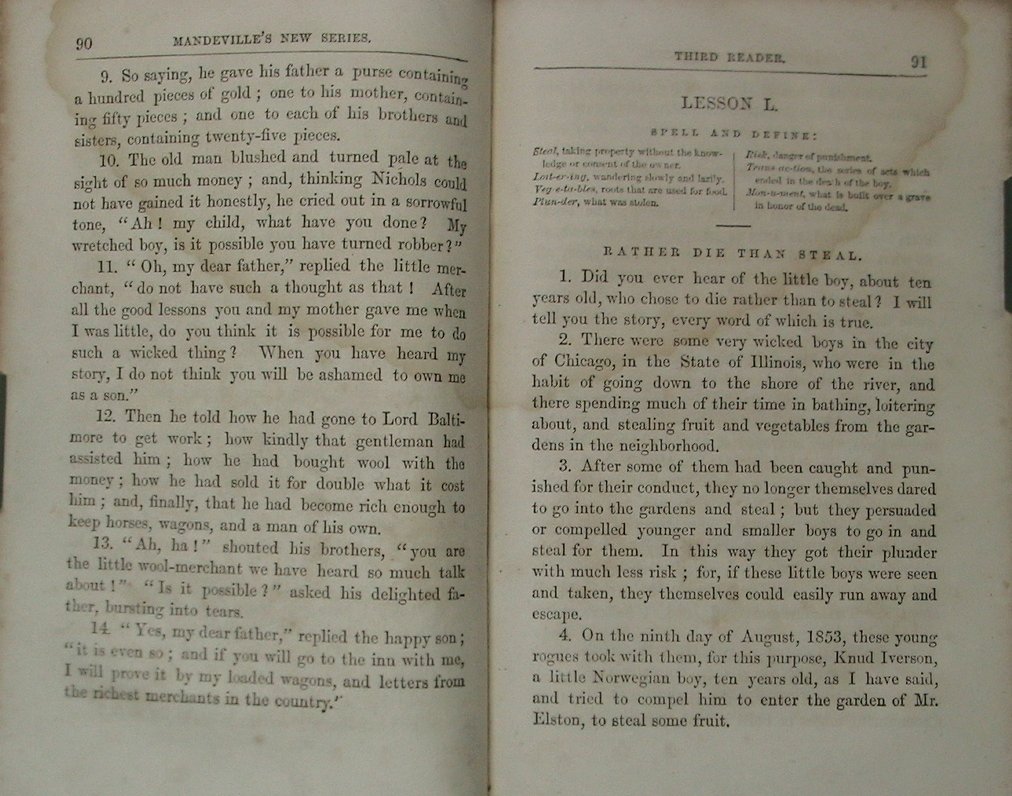 90 MANDEVILLE'S NEW SERIES.
9. So saying, he gave his father a purse containing
a hundred pieces of gold ; one to his mother, contain-
ing fifty pieces ; and one to each of his brothers and
sisters, containing twenty-five pieces.
10. The old man blushed and turned pale at the
sight of so much money ; and, thinking Nichols could
not have gained it honestly, he cried out in a sorrowful
tone, "Ah ! my child, what have you done ? My
wretched boy, is it possible you have turned robber ?"
11. " Oh, my dear father," replied the little mer-
chant, " do not have such a thought as that ! After
all the good lessons you and my mother gave me when
I was little, do you think it is possible for me to do
such a wicked thing ? When you have heard my
story, I do not think you will be ashamed to own me
as a son."
12. Then he told how he had gone to Lord Balti-
more to get work ; how kindly that gentleman had
assisted him ; how he had bought wool with the
money ; how he had sold it for double what it cost
him ; and, finally, that he had become rich enough to
keep horses, wagons, and a man of his own.
13. "Ah, ha !" shouted his brothers, "you are
the little wool-merchant we have heard so much talk
about !" "Is it possible ?" asked his delighted fa-
ther, bursting into tears.
14. " Yes, my dear father," replied the happy son ;
"it is even so ; and if you will go to the inn with me,
I will prove it by my loaded wagons, and letters from
the richest merchants in the country."
THIRD READER. 91
LESSON L.
SPELL AND DEFINE:
Steal, taking property without the know-
ledge or consent of the owner.
Loit-er-ing, wandering slowly and lazily.
Veg-e-ta-bles, roots that are used for food.
Plun-der, what was stolen.
Risk, danger of punishment.
Trans-ac-tion, the series of acts which
ended in the death of the boy.
Mon-u-ment, what is built over a grave
in honor of the dead.
RATHER DIE THAN STEAL.
1. Did you ever hear of the little boy, about ten
years old, who chose to die rather than to steal ? I will
tell you the story, every word of which is true.
2. There were some very wicked boys in the city
of Chicago, in the State of Illinois, who were in the
habit of going down to the shore of the river, and
there spending much of their time in bathing, loitering
about, and stealing fruit and vegetables from the gar-
dens in the neighborhood.
3. After some of them had been caught and pun-
ished for their conduct, they no longer themselves dared
to go into the gardens and steal ; but they persuaded
or compelled younger and smaller boys to go in and
steal for them. In this way they got their plunder
with much less risk ; for, if these little boys were seen
and taken, they themselves could easily run away and
escape.
4. On the ninth day of August, 1853, these young
rogues took with them, for this purpose, Knud Iverson,
a little Norwegian boy, ten years old, as I have said,
and tried to compel him to enter the garden of Mr.
Elston, to steal some fruit.